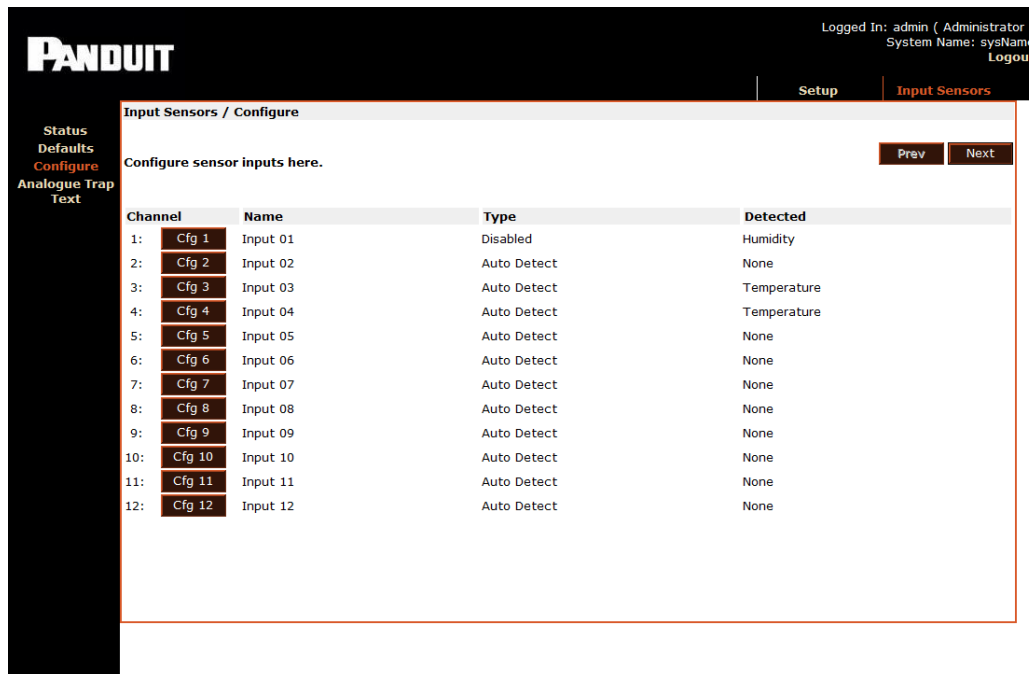 PANDUIT
Logged In: admin ( Administrator
System Name: sysName
Logou
Setup Input Sensors
Status
Defaults
Configure
Analogue Trap
Text
Input Sensors / Configure
Configure sensor inputs here.
Prev Next
Channel Name Type Detected
1: Cfg 1 Input 01 Disabled Humidity
2: Cfg 2 Input 02 Auto Detect None
3: Cfg 3 Input 03 Auto Detect Temperature
4: Cfg 4 Input 04 Auto Detect Temperature
5: Cfg 5 Input 05 Auto Detect None
6: Cfg 6 Input 06 Auto Detect None
7: Cfg 7 Input 07 Auto Detect None
8: Cfg 8 Input 08 Auto Detect None
9: Cfg 9 Input 09 Auto Detect None
10: Cfg 10 Input 10 Auto Detect None
11: Cfg 11 Input 11 Auto Detect None
12: Cfg 12 Input 12 Auto Detect None